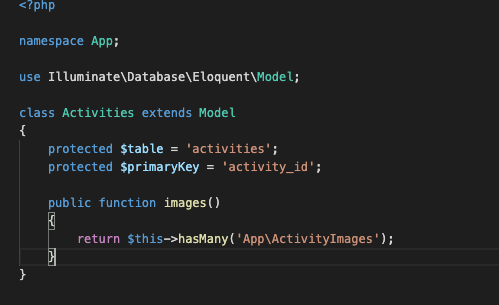 <?php
namespace App;
use Illuminate\Database\Eloquent\Model;
class Activities extends Model
{
protected $table = 'activities';
protected $primaryKey = 'activity_id';
public function images()
{
return $this->hasMany('App\ActivityImages');
}
}